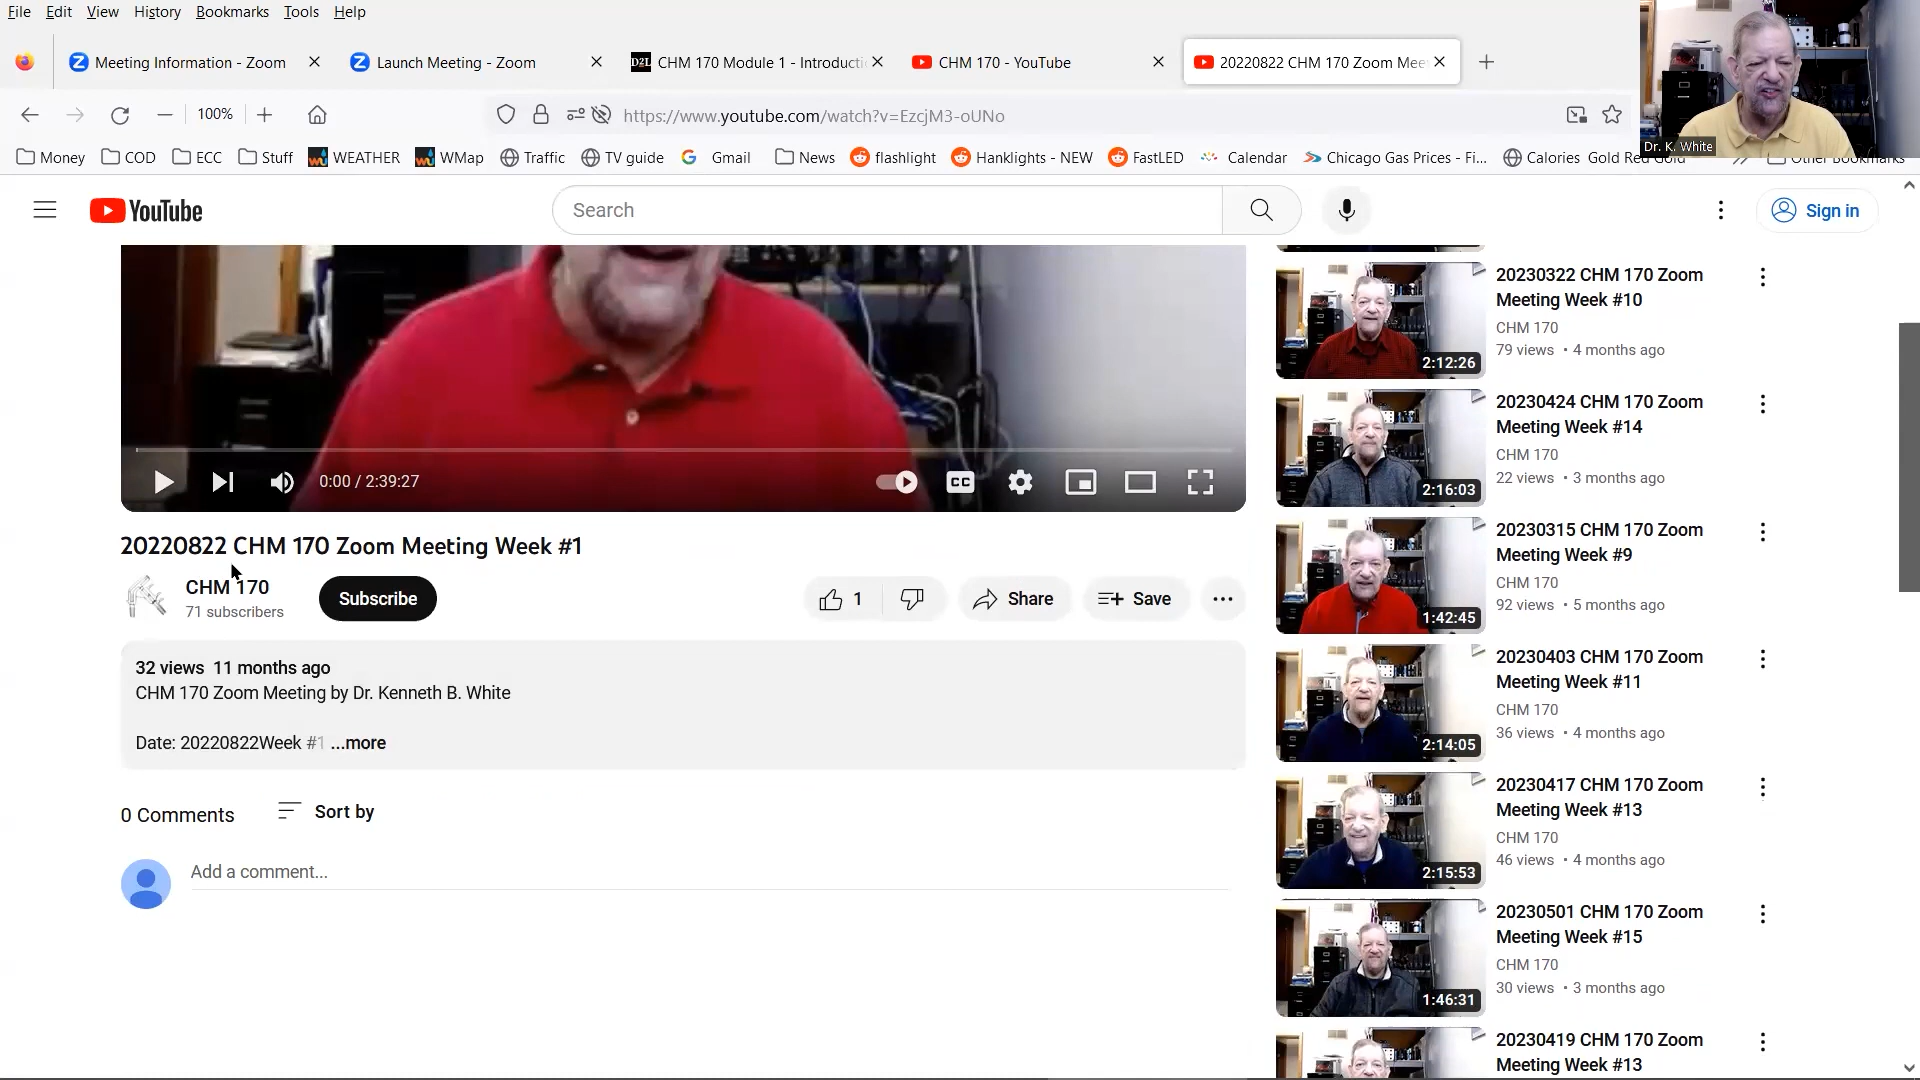 File Edit View History Bookmarks Tools Help
Meeting Information - Zoom
Launch Meeting - Zoom
D2L CHM 170 Module 1 - Introducti
CHM 170 - YouTube
20220822 CHM 170 Zoom Mee
100%
https://www.youtube.com/watch?v=EzcjM3-oUNo
Dr. K. White
Money COD ECC Stuff WEATHER WMap Traffic TV guide Gmail News flashlight Hanklights - NEW FastLED Calendar Chicago Gas Prices - Fi... Calories Gold Red Gold Other Bookmarks
YouTube
Search
Sign in
0:00 / 2:39:27
CC
20220822 CHM 170 Zoom Meeting Week #1
CHM 170
71 subscribers
Subscribe
1
Share
Save
32 views 11 months ago
CHM 170 Zoom Meeting by Dr. Kenneth B. White
Date: 20220822Week #1 ...more
0 Comments
Sort by
Add a comment...
2:12:26
20230322 CHM 170 Zoom
Meeting Week #10
CHM 170
79 views • 4 months ago
2:16:03
20230424 CHM 170 Zoom
Meeting Week #14
CHM 170
22 views • 3 months ago
1:42:45
20230315 CHM 170 Zoom
Meeting Week #9
CHM 170
92 views • 5 months ago
2:14:05
20230403 CHM 170 Zoom
Meeting Week #11
CHM 170
36 views • 4 months ago
2:15:53
20230417 CHM 170 Zoom
Meeting Week #13
CHM 170
46 views • 4 months ago
1:46:31
20230501 CHM 170 Zoom
Meeting Week #15
CHM 170
30 views • 3 months ago
20230419 CHM 170 Zoom
Meeting Week #13